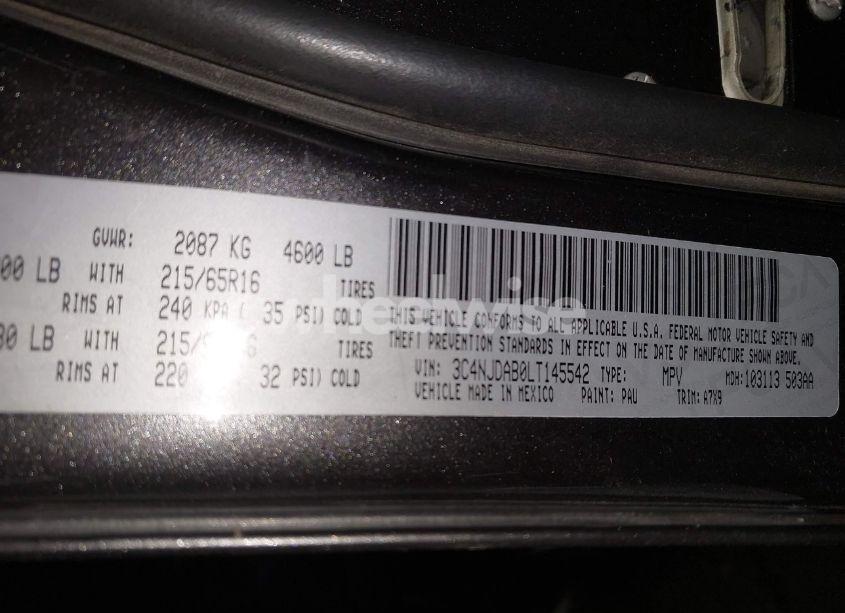 GVWR: 2087 KG 4600 LB
00 LB WITH 215/65R16 TIRES
RIMS AT 240 KPA ( 35 PSI) COLD
80 LB WITH 215/ TIRES
RIMS AT 220 32 PSI) COLD
THIS VEHICLE CONFORMS TO ALL APPLICABLE U.S.A. FEDERAL MOTOR VEHICLE SAFETY AND
THEFT PREVENTION STANDARDS IN EFFECT ON THE DATE OF MANUFACTURE SHOWN ABOVE.
VIN: 3C4NJDAB0LT145542 TYPE: MPV MDH: 103113 503AA
VEHICLE MADE IN MEXICO PAINT: PAU TRIM: A7X9